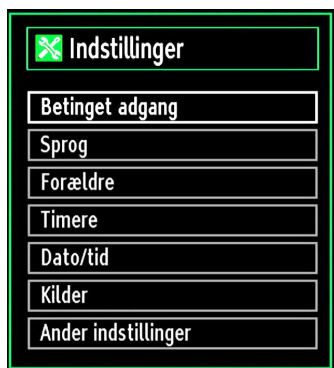 Indstillinger
Betinget adgang
Sprog
Forældre
Timere
Dato/tid
Kilder
Ander indstillinger